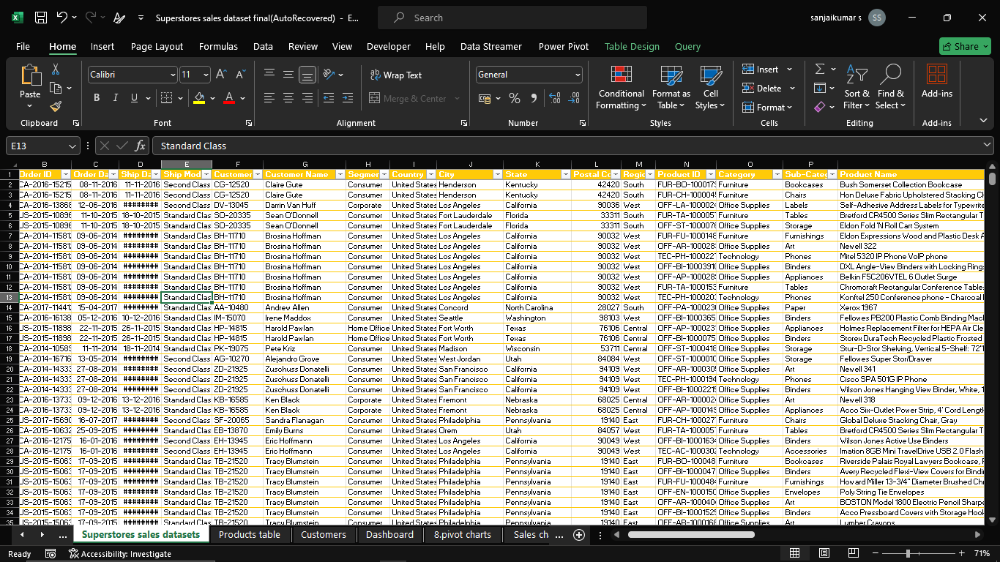 Superstores sales dataset final(AutoRecovered) - E...
Search
sanjaikumar s
SS
File Home Insert Page Layout Formulas Data Review View Developer Help Data Streamer Power Pivot Table Design Query
Share
Paste
Clipboard
Calibri 11
B I U
Font
Wrap Text
Merge & Center
Alignment
General
Number
Conditional Formatting
Format as Table
Cell Styles
Styles
Insert
Delete
Format
Cells
Sort & Filter
Find & Select
Editing
Add-ins
Add-ins
E13 fx Standard Class
B C D E F G H I J K L M N O P
1 Order ID Order Da Ship Da Ship Mod Customer Customer Name Segmen Country City State Postal Co Regio Product ID Category Sub-Categ Product Name
2 CA-2016-15215 08-11-2016 11-11-2016 Second Class CG-12520 Claire Gute Consumer United States Henderson Kentucky 42420 South FUR-BO-1000179 Furniture Bookcases Bush Somerset Collection Bookcase
3 CA-2016-15215 08-11-2016 11-11-2016 Second Class CG-12520 Claire Gute Consumer United States Henderson Kentucky 42420 South FUR-CH-1000045 Furniture Chairs Hon Deluxe Fabric Upholstered Stacking Ch
4 CA-2016-13868 12-06-2016 ######## Second Class DV-13045 Darrin Van Huff Corporate United States Los Angeles California 90036 West OFF-LA-1000024 Office Supplies Labels Self-Adhesive Address Labels for Typewrite
5 US-2015-10896 11-10-2015 18-10-2015 Standard Clas SO-20335 Sean O'Donnell Consumer United States Fort Lauderdale Florida 33311 South FUR-TA-1000057 Furniture Tables Bretford CR4500 Series Slim Rectangular T
6 US-2015-10896 11-10-2015 18-10-2015 Standard Clas SO-20335 Sean O'Donnell Consumer United States Fort Lauderdale Florida 33311 South OFF-ST-1000076 Office Supplies Storage Eldon Fold 'N Roll Cart System
7 CA-2014-11581 09-06-2014 ######## Standard Clas BH-11710 Brosina Hoffman Consumer United States Los Angeles California 90032 West FUR-FU-1000148 Furniture Furnishings Eldon Expressions Wood and Plastic Desk A
8 CA-2014-11581 09-06-2014 ######## Standard Clas BH-11710 Brosina Hoffman Consumer United States Los Angeles California 90032 West OFF-AR-1000283 Office Supplies Art Newell 322
9 CA-2014-11581 09-06-2014 ######## Standard Clas BH-11710 Brosina Hoffman Consumer United States Los Angeles California 90032 West TEC-PH-1000227 Technology Phones Mitel 5320 IP Phone VoIP phone
10 CA-2014-11581 09-06-2014 ######## Standard Clas BH-11710 Brosina Hoffman Consumer United States Los Angeles California 90032 West OFF-BI-10003910 Office Supplies Binders DXL Angle-View Binders with Locking Ring
11 CA-2014-11581 09-06-2014 ######## Standard Clas BH-11710 Brosina Hoffman Consumer United States Los Angeles California 90032 West OFF-AP-1000289 Office Supplies Appliances Belkin F5C206VTEL 6 Outlet Surge
12 CA-2014-11581 09-06-2014 ######## Standard Clas BH-11710 Brosina Hoffman Consumer United States Los Angeles California 90032 West FUR-TA-1000153 Furniture Tables Chromcraft Rectangular Conference Table
13 CA-2014-11581 09-06-2014 ######## Standard Clas BH-11710 Brosina Hoffman Consumer United States Los Angeles California 90032 West TEC-PH-1000203 Technology Phones Konftel 250 Conference phone - Charcoal
14 CA-2017-11441 15-04-2017 ######## Standard Clas AA-10480 Andrew Allen Consumer United States Concord North Carolina 28027 South OFF-PA-1000236 Office Supplies Paper Xerox 1967
15 CA-2016-16138 05-12-2016 10-12-2016 Standard Clas IM-15070 Irene Maddox Consumer United States Seattle Washington 98103 West OFF-BI-1000365 Office Supplies Binders Fellowes PB200 Plastic Comb Binding Macl
16 US-2015-11898 22-11-2015 26-11-2015 Standard Clas HP-14815 Harold Pawlan Home Office United States Fort Worth Texas 76106 Central OFF-AP-1000231 Office Supplies Appliances Holmes Replacement Filter for HEPA Air Cle
17 US-2015-11898 22-11-2015 26-11-2015 Standard Clas HP-14815 Harold Pawlan Home Office United States Fort Worth Texas 76106 Central OFF-BI-1000075 Office Supplies Binders Storex DuraTech Recycled Plastic Frosted
18 CA-2014-10589 11-11-2014 18-11-2014 Standard Clas PK-19075 Pete Kriz Consumer United States Madison Wisconsin 53711 Central OFF-ST-1000418 Office Supplies Storage Stur-D-Stor Shelving, Vertical 5-Shelf: 72"
19 CA-2014-16716 13-05-2014 ######## Second Class AG-10270 Alejandro Grove Consumer United States West Jordan Utah 84084 West OFF-ST-1000010 Office Supplies Storage Fellowes Super Stor/Drawer
20 CA-2014-14333 27-08-2014 ######## Second Class ZD-21925 Zuschuss Donatelli Consumer United States San Francisco California 94109 West OFF-AR-1000305 Office Supplies Art Newell 341
21 CA-2014-14333 27-08-2014 ######## Second Class ZD-21925 Zuschuss Donatelli Consumer United States San Francisco California 94109 West TEC-PH-1000194 Technology Phones Cisco SPA 501G IP Phone
22 CA-2014-14333 27-08-2014 ######## Second Class ZD-21925 Zuschuss Donatelli Consumer United States San Francisco California 94109 West OFF-BI-10002215 Office Supplies Binders Wilson Jones Hanging View Binder, White, 1
23 CA-2016-13733 09-12-2016 13-12-2016 Standard Clas KB-16585 Ken Black Corporate United States Fremont Nebraska 68025 Central OFF-AR-1000024 Office Supplies Art Newell 318
24 CA-2016-13733 09-12-2016 13-12-2016 Standard Clas KB-16585 Ken Black Corporate United States Fremont Nebraska 68025 Central OFF-AP-1000149 Office Supplies Appliances Acco Six-Outlet Power Strip, 4' Cord Length
25 US-2017-15690 16-07-2017 ######## Second Class SF-20065 Sandra Flanagan Consumer United States Philadelphia Pennsylvania 19140 East FUR-CH-1000277 Furniture Chairs Global Deluxe Stacking Chair, Gray
26 CA-2015-10632 25-09-2015 ######## Standard Clas EB-13870 Emily Burns Consumer United States Orem Utah 84057 West FUR-TA-1000057 Furniture Tables Bretford CR4500 Series Slim Rectangular T
27 CA-2016-12175 16-01-2016 ######## Second Class EH-13945 Eric Hoffmann Consumer United States Los Angeles California 90049 West OFF-BI-1000163 Office Supplies Binders Wilson Jones Active Use Binders
28 CA-2016-12175 16-01-2016 ######## Second Class EH-13945 Eric Hoffmann Consumer United States Los Angeles California 90049 West TEC-AC-1000302 Technology Accessories Imation 8GB Mini TravelDrive USB 2.0 Flash
29 US-2015-15063 17-09-2015 ######## Standard Clas TB-21520 Tracy Blumstein Consumer United States Philadelphia Pennsylvania 19140 East FUR-BO-1000048 Furniture Bookcases Riverside Palais Royal Lawyers Bookcase,
30 US-2015-15063 17-09-2015 ######## Standard Clas TB-21520 Tracy Blumstein Consumer United States Philadelphia Pennsylvania 19140 East OFF-BI-1000047 Office Supplies Binders Avery Recycled Flexi-View Covers for Bindi
31 US-2015-15063 17-09-2015 ######## Standard Clas TB-21520 Tracy Blumstein Consumer United States Philadelphia Pennsylvania 19140 East FUR-FU-1000484 Furniture Furnishings Howard Miller 13-3/4" Diameter Brushed Ch
32 US-2015-15063 17-09-2015 ######## Standard Clas TB-21520 Tracy Blumstein Consumer United States Philadelphia Pennsylvania 19140 East OFF-EN-1000150 Office Supplies Envelopes Poly String Tie Envelopes
33 US-2015-15063 17-09-2015 ######## Standard Clas TB-21520 Tracy Blumstein Consumer United States Philadelphia Pennsylvania 19140 East OFF-AR-1000406 Office Supplies Art BOSTON Model 1800 Electric Pencil Sharpe
34 US-2015-15063 17-09-2015 ######## Standard Clas TB-21520 Tracy Blumstein Consumer United States Philadelphia Pennsylvania 19140 East OFF-BI-1000152 Office Supplies Binders Acco Pressboard Covers with Storage Hook
35 US-2015-15063 17-09-2015 ######## Standard Clas TB-21520 Tracy Blumstein Consumer United States Philadelphia Pennsylvania 19140 East OFF-AR-1000168 Office Supplies Art Lumber Crayons
... Superstores sales datasets Products table Customers Dashboard 8.pivot charts Sales ch ...
Ready Accessibility: Investigate 71%